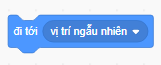 đi tới vị trí ngẫu nhiên